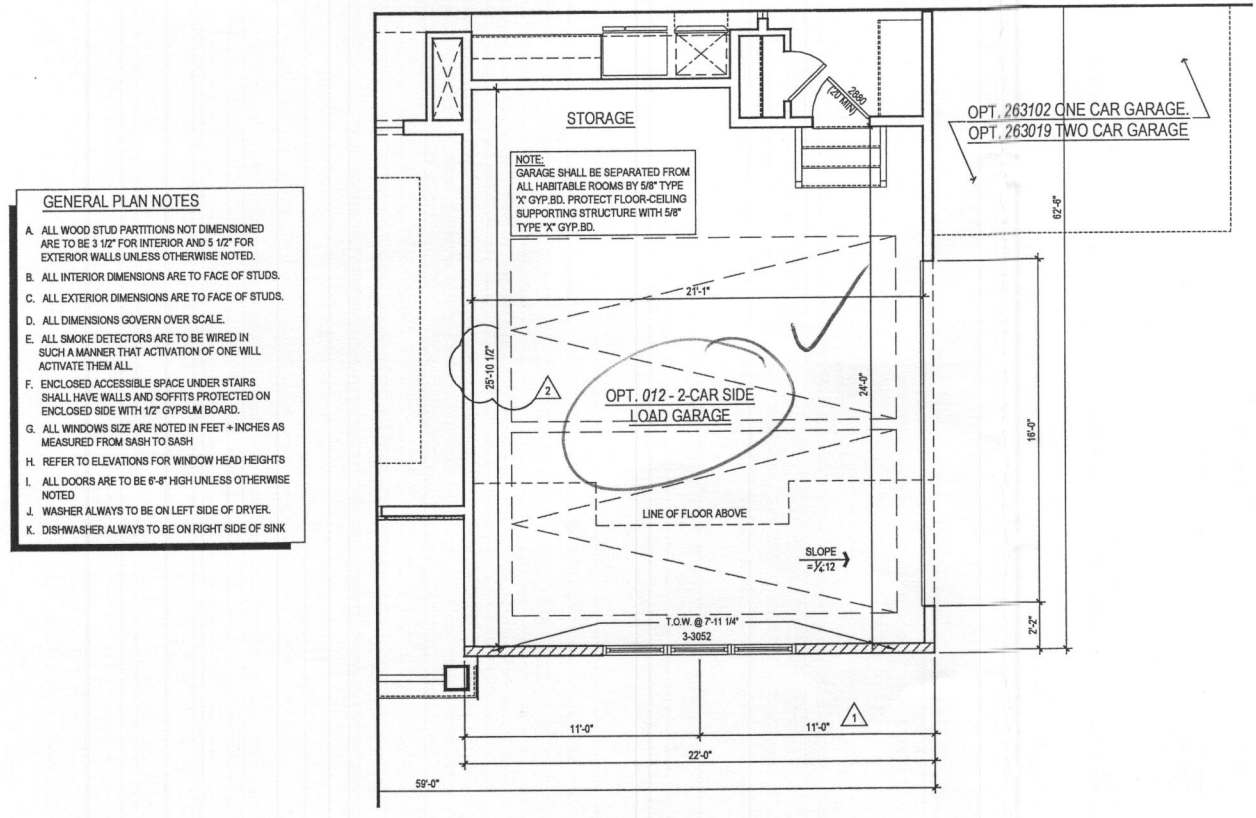 GENERAL PLAN NOTES
A. ALL WOOD STUD PARTITIONS NOT DIMENSIONED
ARE TO BE 3 1/2" FOR INTERIOR AND 5 1/2" FOR
EXTERIOR WALLS UNLESS OTHERWISE NOTED.
B. ALL INTERIOR DIMENSIONS ARE TO FACE OF STUDS.
C. ALL EXTERIOR DIMENSIONS ARE TO FACE OF STUDS.
D. ALL DIMENSIONS GOVERN OVER SCALE.
E. ALL SMOKE DETECTORS ARE TO BE WIRED IN
SUCH A MANNER THAT ACTIVATION OF ONE WILL
ACTIVATE THEM ALL.
F. ENCLOSED ACCESSIBLE SPACE UNDER STAIRS
SHALL HAVE WALLS AND SOFFITS PROTECTED ON
ENCLOSED SIDE WITH 1/2" GYPSUM BOARD.
G. ALL WINDOWS SIZE ARE NOTED IN FEET + INCHES AS
MEASURED FROM SASH TO SASH
H. REFER TO ELEVATIONS FOR WINDOW HEAD HEIGHTS
I. ALL DOORS ARE TO BE 6'-8" HIGH UNLESS OTHERWISE
NOTED
J. WASHER ALWAYS TO BE ON LEFT SIDE OF DRYER.
K. DISHWASHER ALWAYS TO BE ON RIGHT SIDE OF SINK
STORAGE
2880
(20 MIN)
OPT. 263102 ONE CAR GARAGE.
OPT. 263019 TWO CAR GARAGE
NOTE:
GARAGE SHALL BE SEPARATED FROM
ALL HABITABLE ROOMS BY 5/8" TYPE
"X" GYP.BD. PROTECT FLOOR-CEILING
SUPPORTING STRUCTURE WITH 5/8"
TYPE "X" GYP.BD.
62'-6"
21'-1"
25'-10 1/2"
2
OPT. 012 - 2-CAR SIDE
LOAD GARAGE
24'-0"
16'-0"
LINE OF FLOOR ABOVE
SLOPE
=1/4:12
T.O.W. @ 7'-11 1/4"
3-3052
2'-2"
11'-0"
11'-0"
1
22'-0"
59'-0"